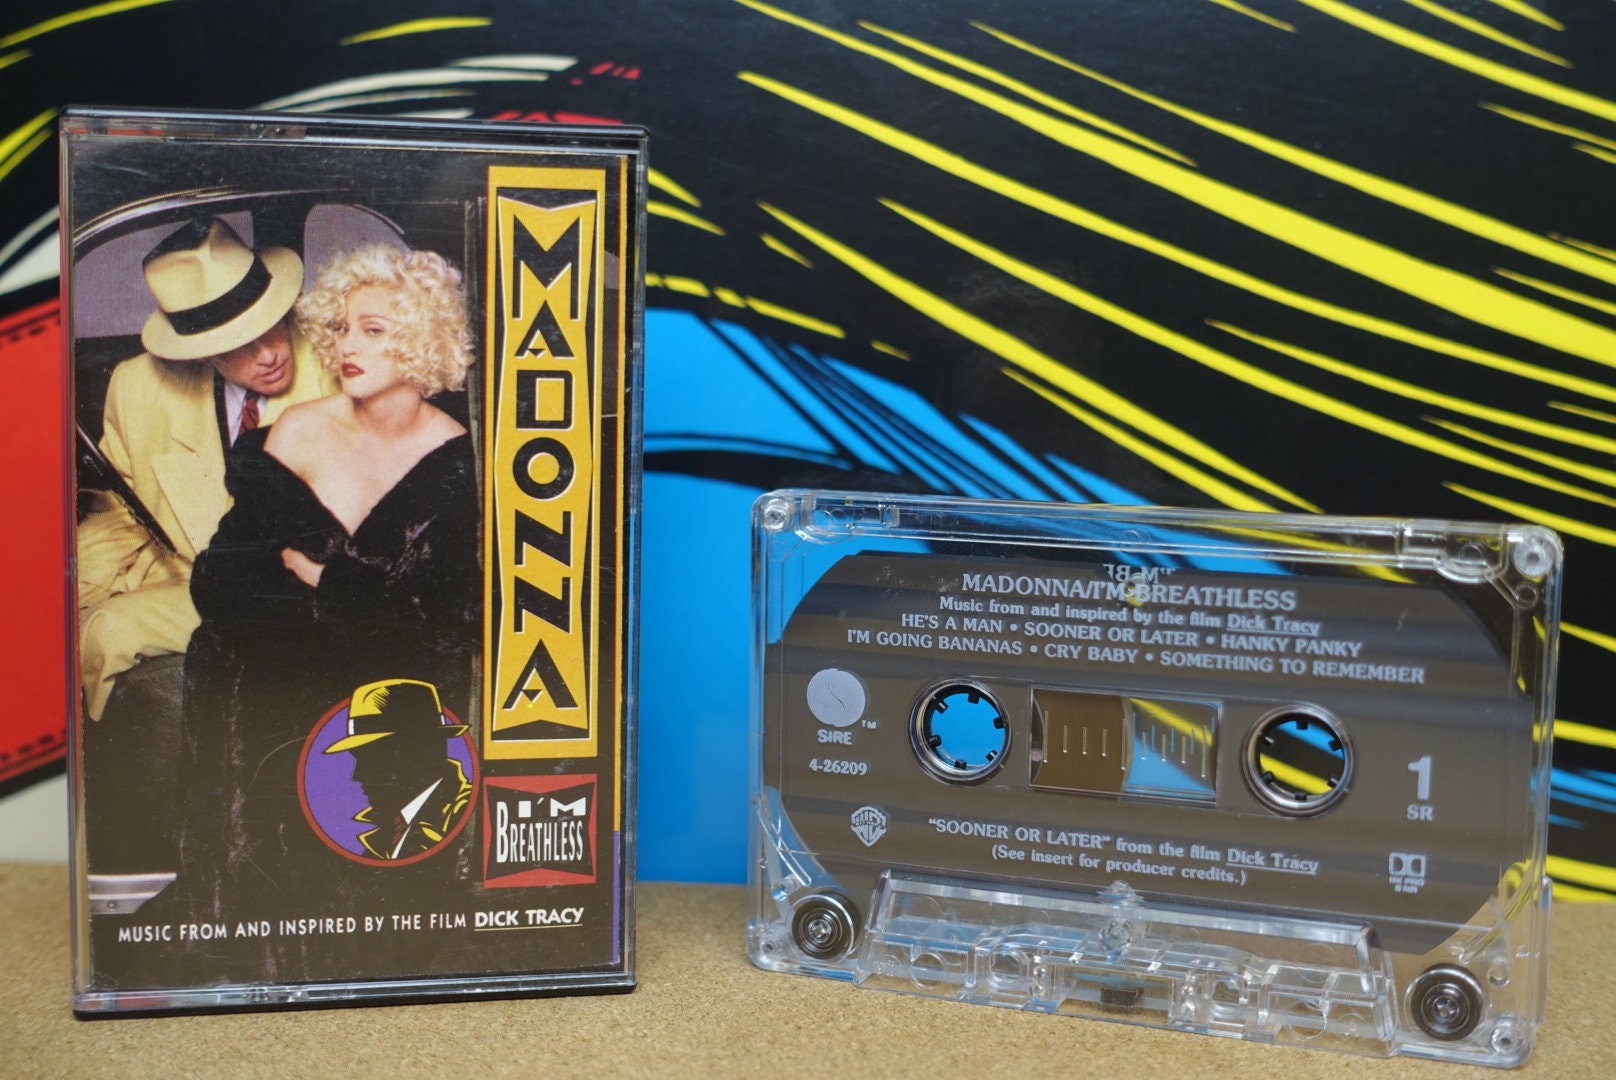 MADONNA
I'M
BREATHLESS
MUSIC FROM AND INSPIRED BY THE FILM DICK TRACY
MADONNA/I'M BREATHLESS
Music from and inspired by the film Dick Tracy
HE'S A MAN • SOONER OR LATER • HANKY PANKY
I'M GOING BANANAS • CRY BABY • SOMETHING TO REMEMBER
SIRE™
4-26209
1
SR
"SOONER OR LATER" from the film Dick Tracy
(See insert for producer credits.)